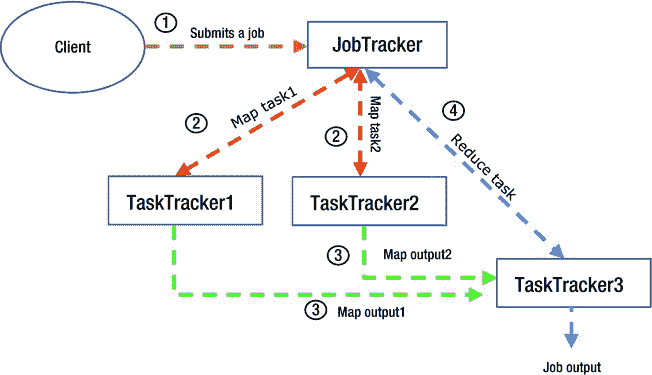 ①
Submits a job
Client
JobTracker
② Map task1
② Map task2
④ Reduce task
TaskTracker1
TaskTracker2
③ Map output2
③ Map output1
TaskTracker3
Job output